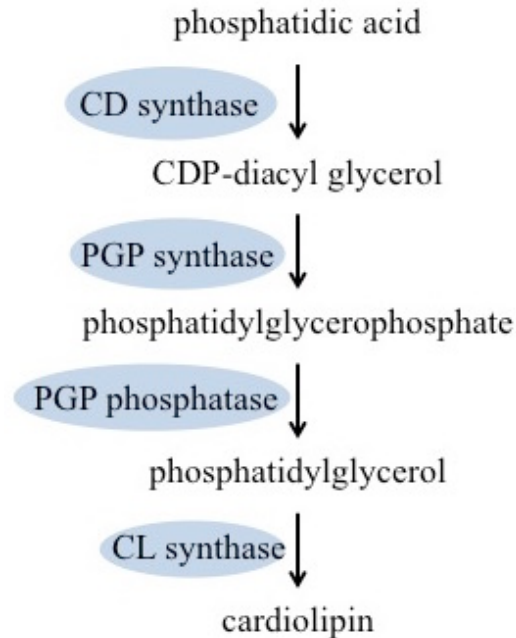 phosphatidic acid
CD synthase
CDP-diacyl glycerol
PGP synthase
phosphatidylglycerophosphate
PGP phosphatase
phosphatidylglycerol
CL synthase
cardiolipin